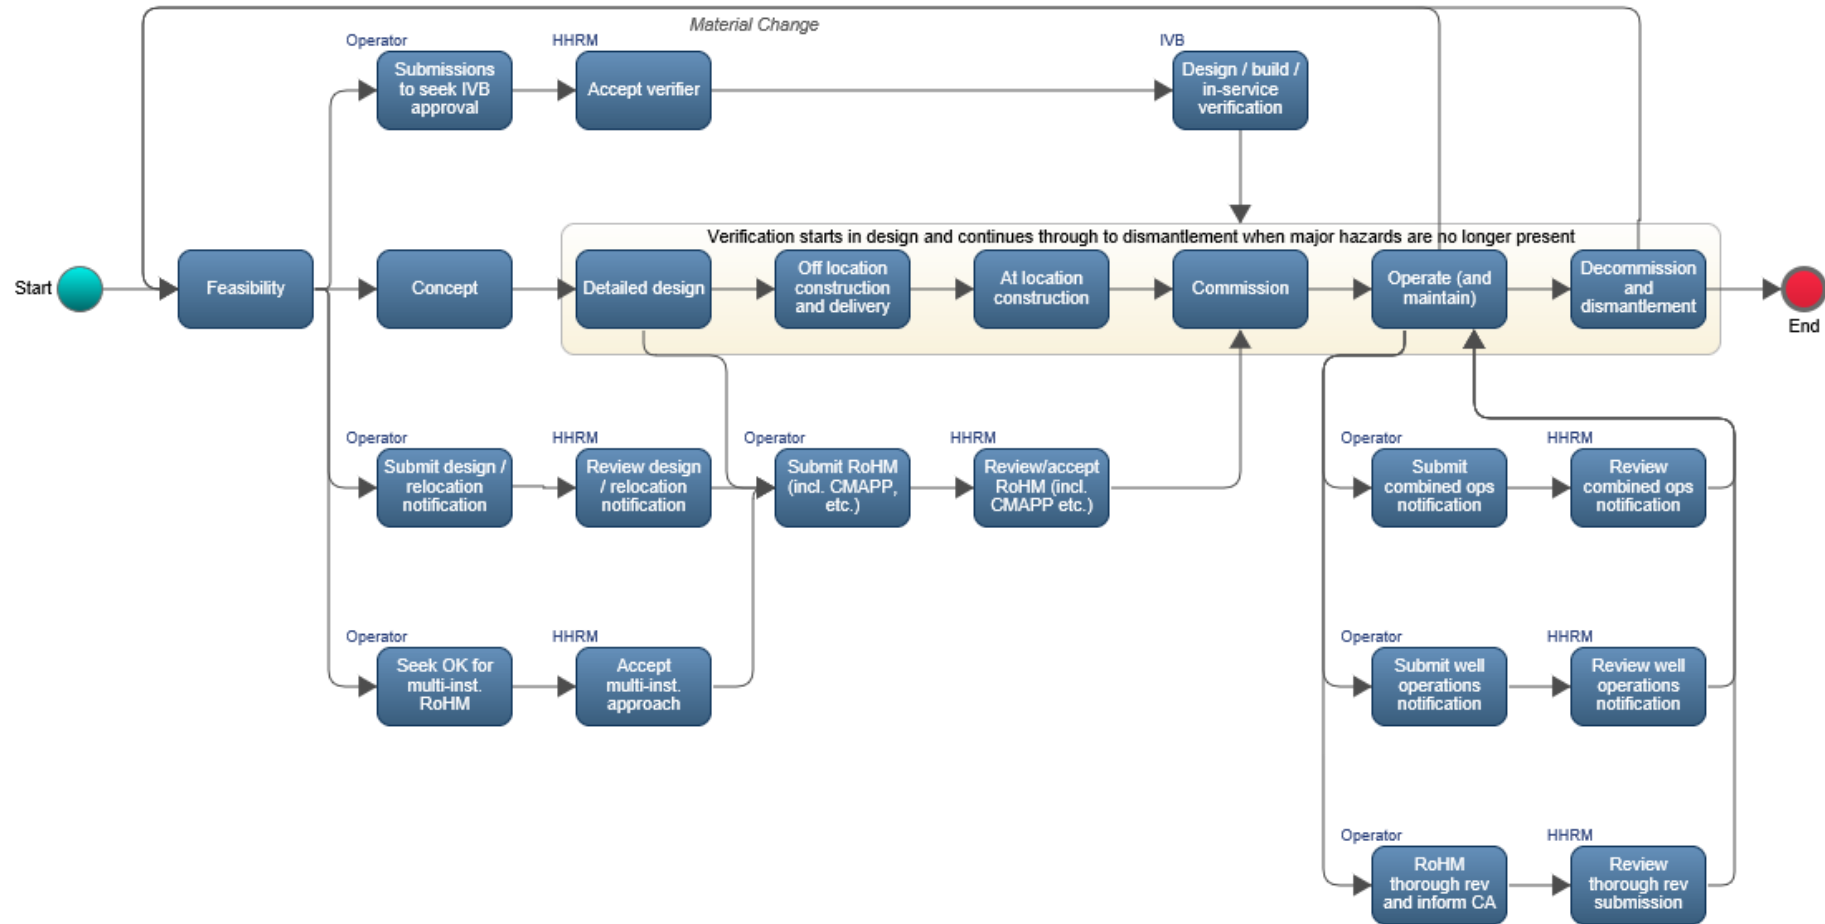 Material Change
Operator
HHRM
IVB
Submissions
to seek IVB
approval
Accept verifier
Design / build /
in-service
verification
Verification starts in design and continues through to dismantlement when major hazards are no longer present
Start
Feasibility
Concept
Detailed design
Off location
construction
and delivery
At location
construction
Commission
Operate (and
maintain)
Decommission
and
dismantlement
End
Operator
HHRM
Operator
HHRM
Operator
HHRM
Submit design /
relocation
notification
Review design
/ relocation
notification
Submit RoHM
(incl. CMAPP,
etc.)
Review/accept
RoHM (incl.
CMAPP etc.)
Submit
combined ops
notification
Review
combined ops
notification
Operator
HHRM
Operator
HHRM
Seek OK for
multi-inst.
RoHM
Accept
multi-inst.
approach
Submit well
operations
notification
Review well
operations
notification
Operator
HHRM
RoHM
thorough rev
and inform CA
Review
thorough rev
submission